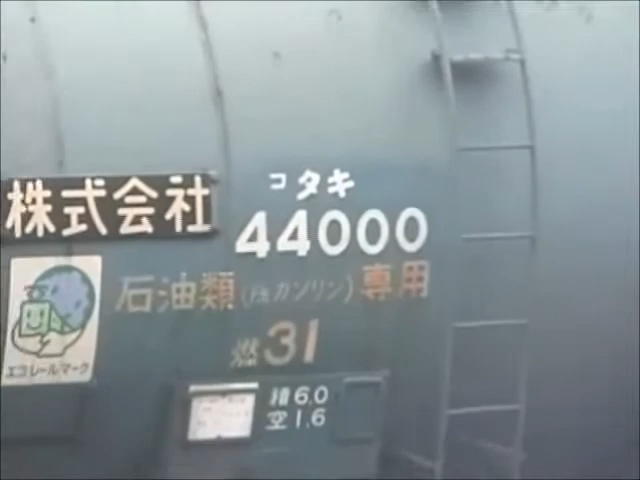 株式会社
コタキ
44000
石油類(除ガソリン)専用
燃31
エコレールマーク
積6.0
空1.6